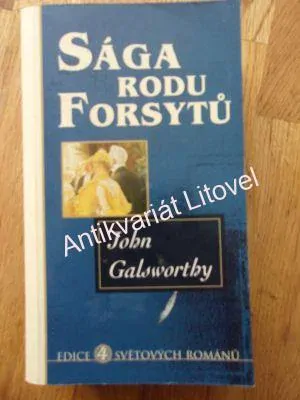 SÁGA
RODU
FORSYTŮ
Antikvariát Litovel
John
Galsworthy
EDICE 4 SVĚTOVÝCH ROMÁNŮ